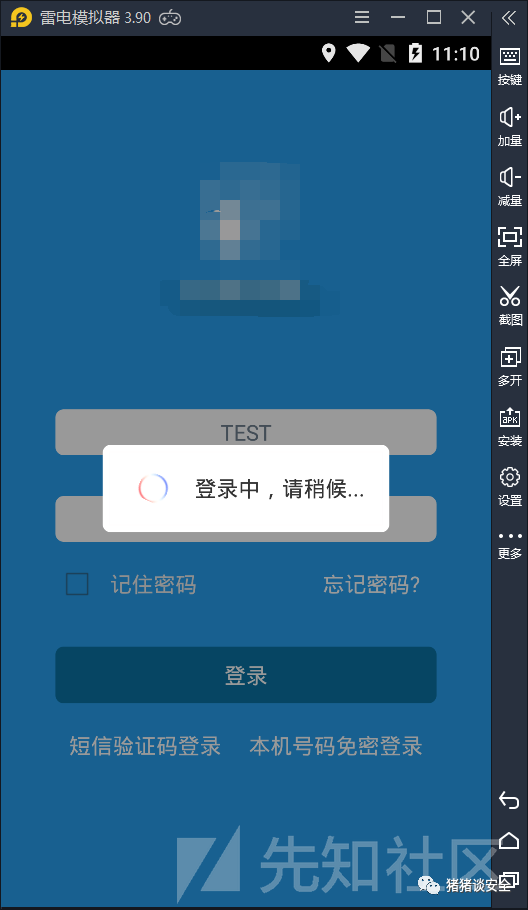 雷电模拟器 3.90
11:10
TEST
登录中，请稍候...
记住密码
忘记密码?
登录
短信验证码登录
本机号码免密登录
按键
加量
减量
全屏
截图
多开
APK
安装
设置
更多
先知社区
猪猪谈安全